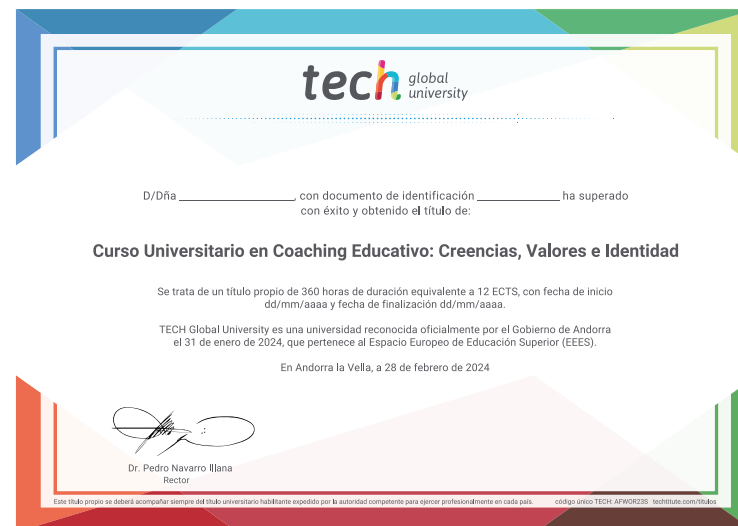 tech global university
D/Dña ______________, con documento de identificación ______________ ha superado
con éxito y obtenido el título de:
Curso Universitario en Coaching Educativo: Creencias, Valores e Identidad
Se trata de un título propio de 360 horas de duración equivalente a 12 ECTS, con fecha de inicio
dd/mm/aaaa y fecha de finalización dd/mm/aaaa.
TECH Global University es una universidad reconocida oficialmente por el Gobierno de Andorra
el 31 de enero de 2024, que pertenece al Espacio Europeo de Educación Superior (EEES).
En Andorra la Vella, a 28 de febrero de 2024
Dr. Pedro Navarro Illana
Rector
Este título propio se deberá acompañar siempre del título universitario habilitante expedido por la autoridad competente para ejercer profesionalmente en cada país. código único TECH: AFWOR23S techtitute.com/titulos